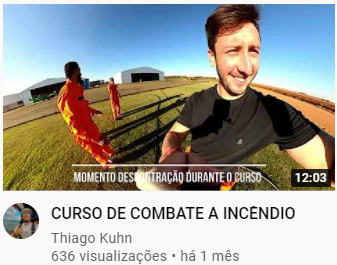 MOMENTO DESCONTRAÇÃO DURANTE O CURSO
12:03
CURSO DE COMBATE A INCÊNDIO
Thiago Kuhn
636 visualizações • há 1 mês